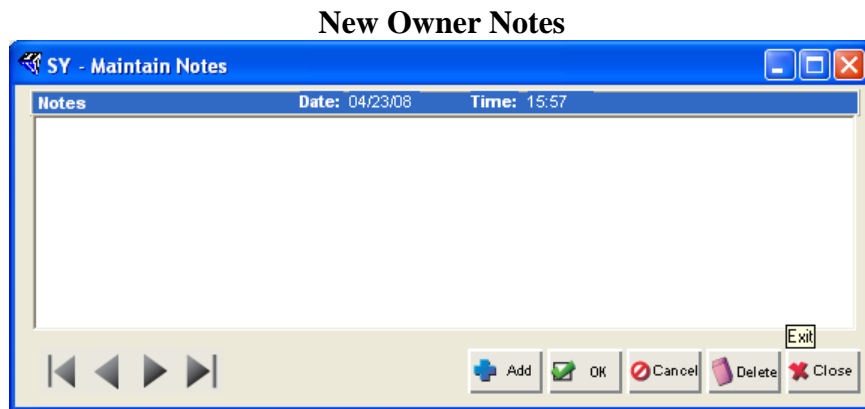 New Owner Notes
SY - Maintain Notes
Notes Date: 04/23/08 Time: 15:57
Exit
Add OK Cancel Delete Close